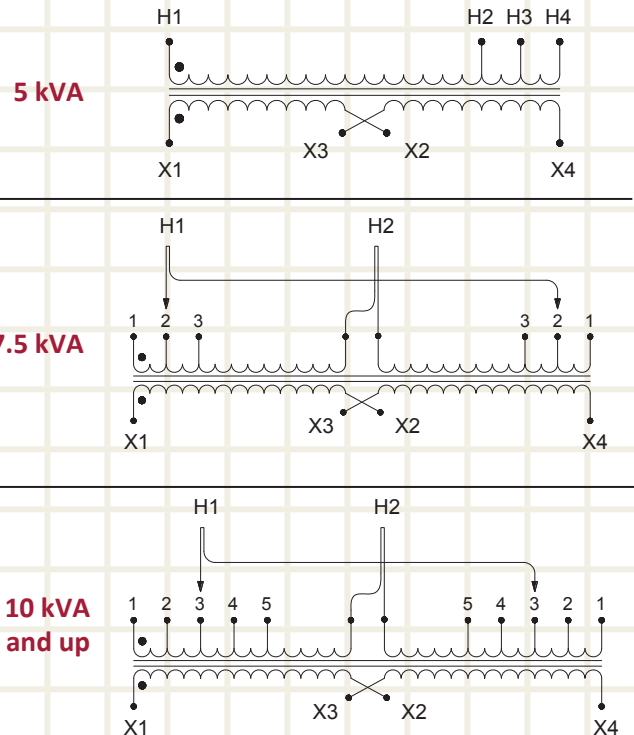 H1 H2 H3 H4
5 kVA
X3 X2
X1 X4
H1 H2
1 2 3 3 2 1
7.5 kVA
X3 X2
X1 X4
H1 H2
1 2 3 4 5 5 4 3 2 1
10 kVA
and up
X3 X2
X1 X4